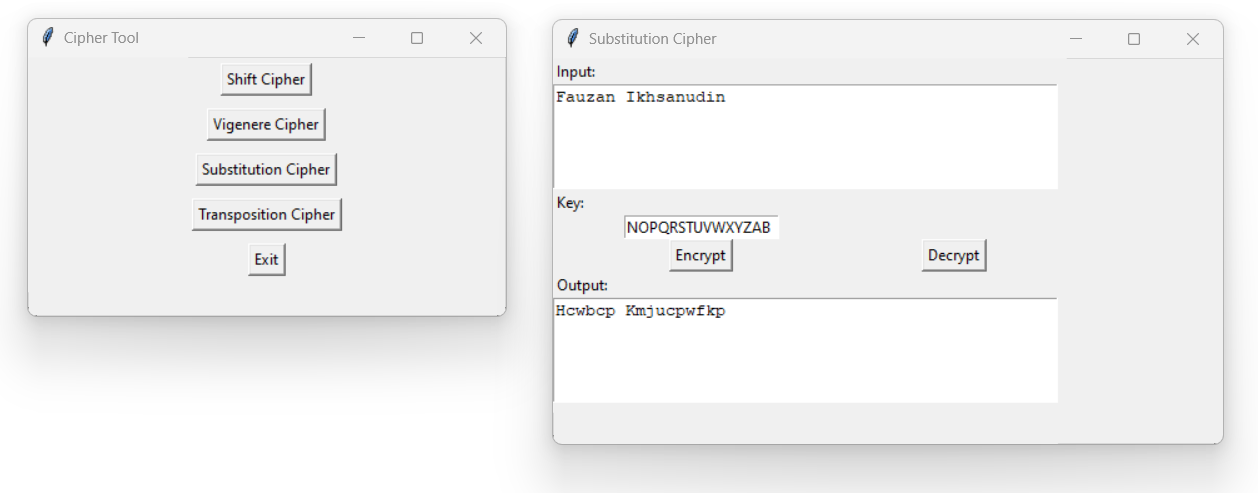 Cipher Tool
Shift Cipher
Vigenere Cipher
Substitution Cipher
Transposition Cipher
Exit
Substitution Cipher
Input:
Fauzan Ikhsanudin
Key:
NOPQRSTUVWXYZAB
Encrypt
Decrypt
Output:
Hcwbcp Kmjucpwfkp